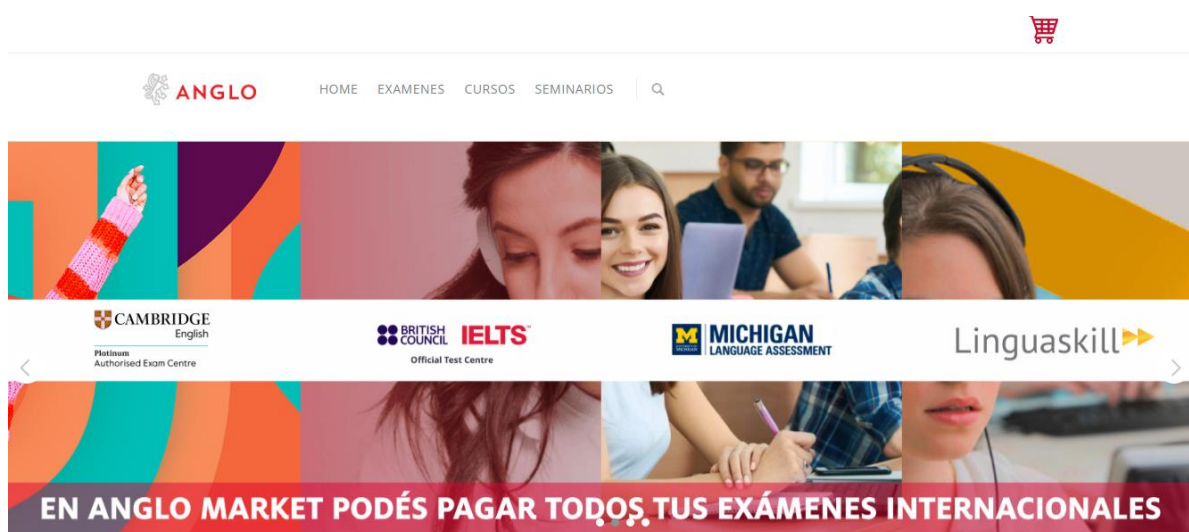 ANGLO
HOME EXAMENES CURSOS SEMINARIOS
CAMBRIDGE
English
Platinum
Authorised Exam Centre
BRITISH
COUNCIL
IELTS™
Official Test Centre
M MICHIGAN
LANGUAGE ASSESSMENT
Linguaskill
EN ANGLO MARKET PODÉS PAGAR TODOS TUS EXÁMENES INTERNACIONALES